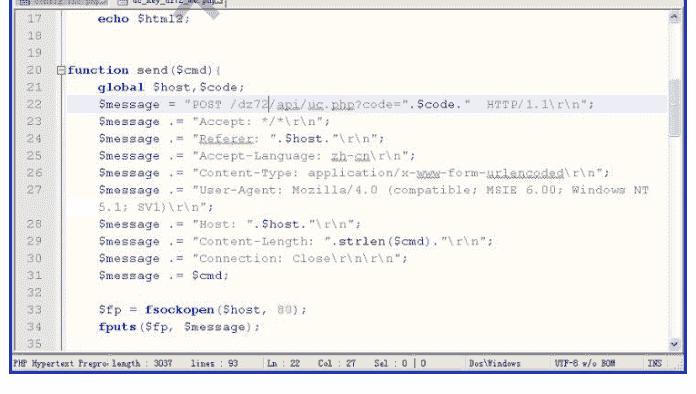 17 echo $html2;
18
19
20 function send($cmd){
21 global $host,$code;
22 $message = "POST /dz72/api/uc.php?code=".$code."  HTTP/1.1\r\n";
23 $message .= "Accept: */*\r\n";
24 $message .= "Referer: ".$host."\r\n";
25 $message .= "Accept-Language: zh-cn\r\n";
26 $message .= "Content-Type: application/x-www-form-urlencoded\r\n";
27 $message .= "User-Agent: Mozilla/4.0 (compatible; MSIE 6.00; Windows NT
5.1; SV1)\r\n";
28 $message .= "Host: ".$host."\r\n";
29 $message .= "Content-Length: ".strlen($cmd)."\r\n";
30 $message .= "Connection: Close\r\n\r\n";
31 $message .= $cmd;
32
33 $fp = fsockopen($host, 80);
34 fputs($fp, $message);
35
PHP Hypertext Prepro length : 3037 lines : 93 Ln : 22 Col : 27 Sel : 0 | 0 Dos\Windows UTF-8 w/o BOM INS